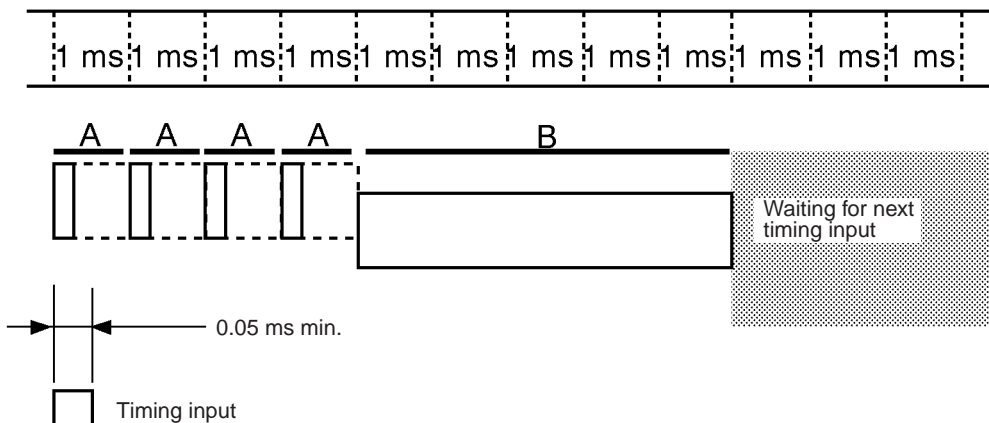 1 ms 1 ms 1 ms 1 ms 1 ms 1 ms 1 ms 1 ms 1 ms 1 ms 1 ms 1 ms
A A A A B
Waiting for next
timing input
0.05 ms min.
Timing input